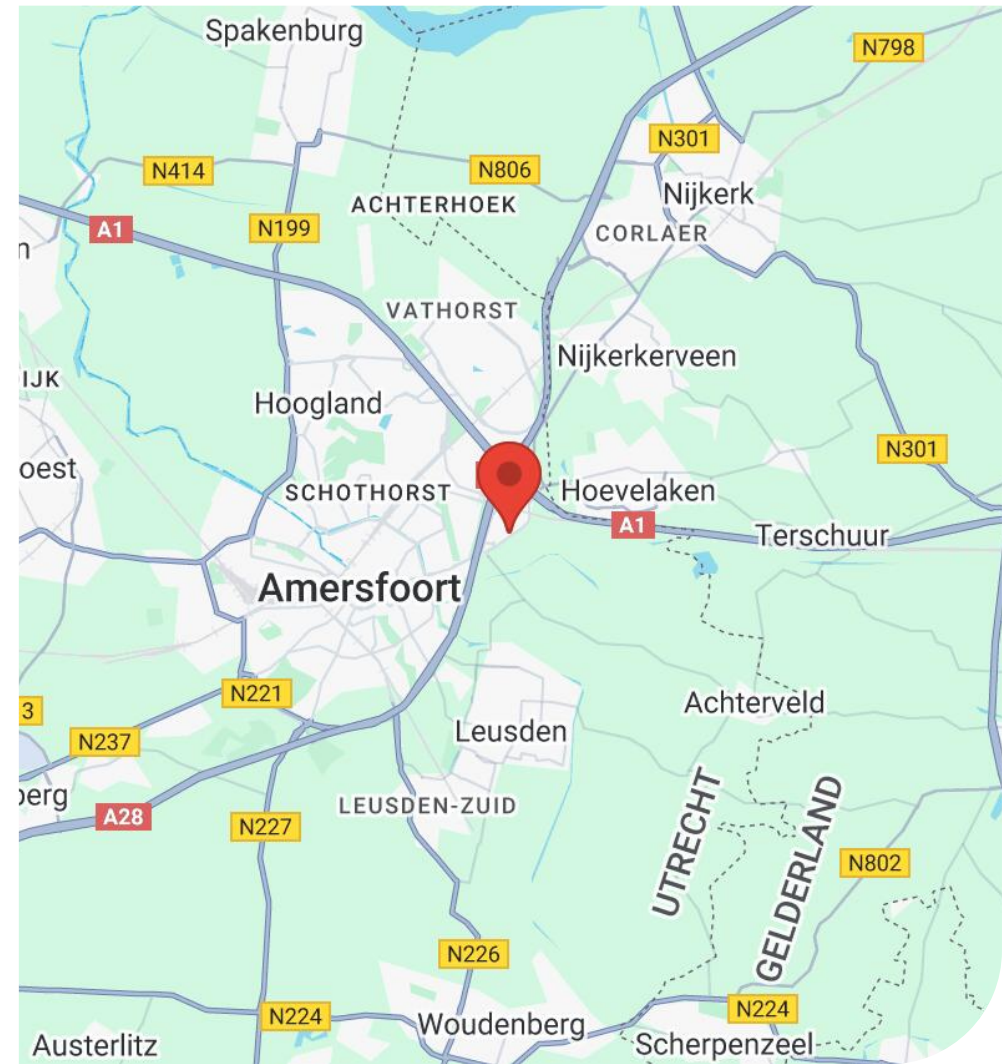 Spakenburg
N798
N301
N414
N806
Nijkerk
ACHTERHOEK
A1
N199
CORLAER
n
VATHORST
Nijkerkerveen
IJK
Hoogland
N301
oest
SCHOTHORST
Hoevelaken
A1
Terschuur
Amersfoort
N221
Achterveld
3
Leusden
N237
berg
LEUSDEN-ZUID
A28
N227
UTRECHT
GELDERLAND
N802
N226
N224
N224
Woudenberg
Austerlitz
Scherpenzeel